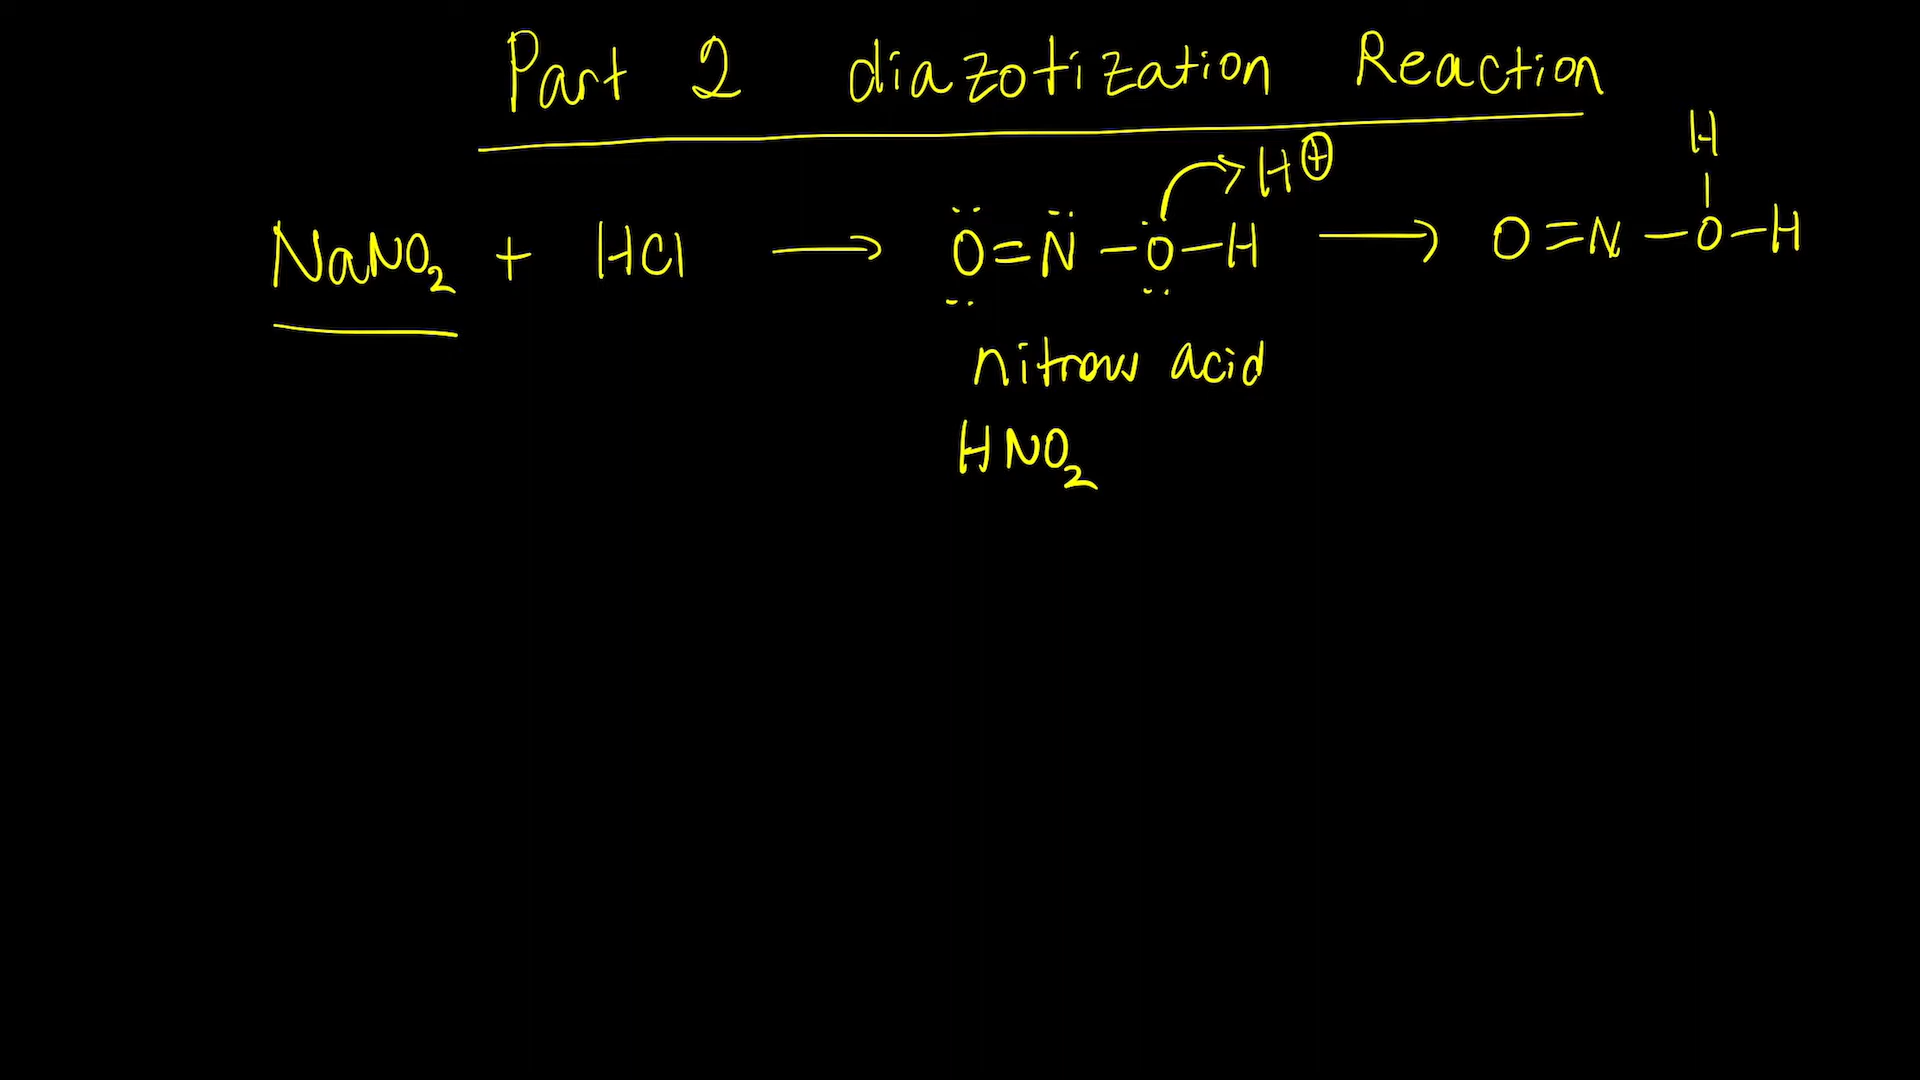 Part 2 diazotization Reaction
H⊕
H
NaNO₂ + HCl ⟶ O=N-O-H ⟶ O=N-O-H
nitrous acid
HNO₂